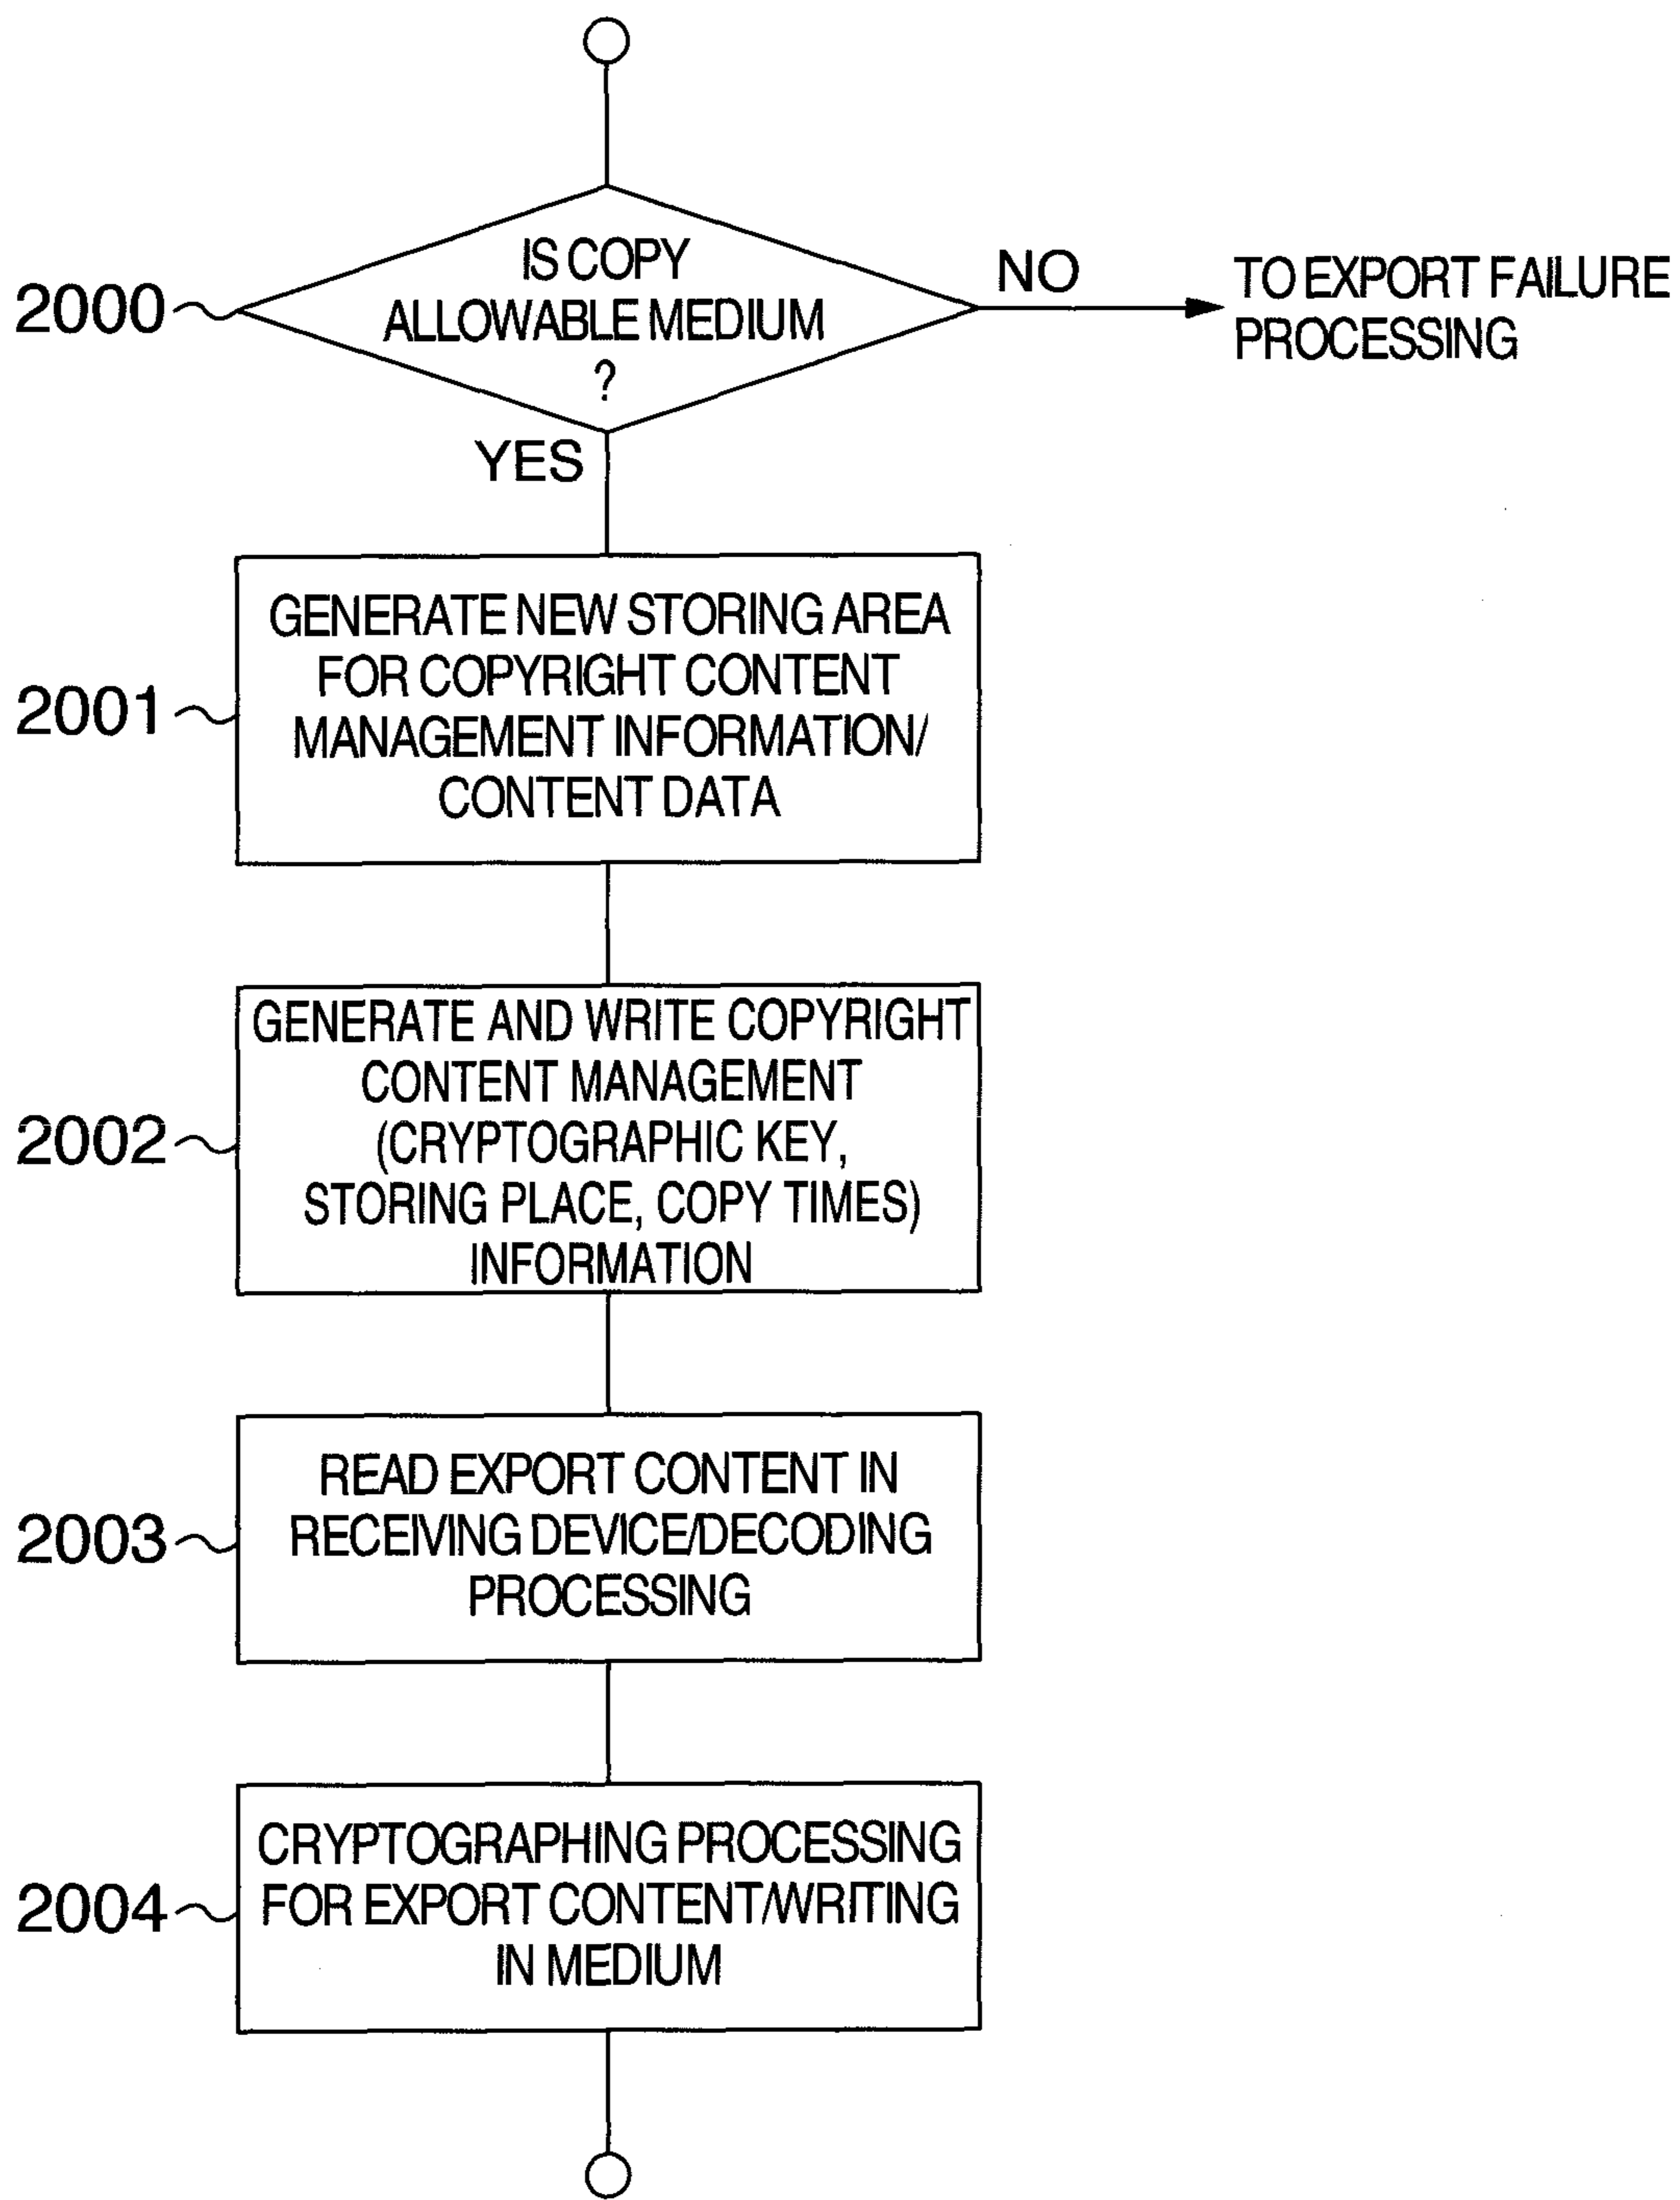 IS COPY
ALLOWABLE MEDIUM
?
2000
NO
TO EXPORT FAILURE
PROCESSING
YES
GENERATE NEW STORING AREA
FOR COPYRIGHT CONTENT
MANAGEMENT INFORMATION/
CONTENT DATA
2001
GENERATE AND WRITE COPYRIGHT
CONTENT MANAGEMENT
(CRYPTOGRAPHIC KEY,
STORING PLACE, COPY TIMES)
INFORMATION
2002
READ EXPORT CONTENT IN
RECEIVING DEVICE/DECODING
PROCESSING
2003
CRYPTOGRAPHING PROCESSING
FOR EXPORT CONTENT/WRITING
IN MEDIUM
2004